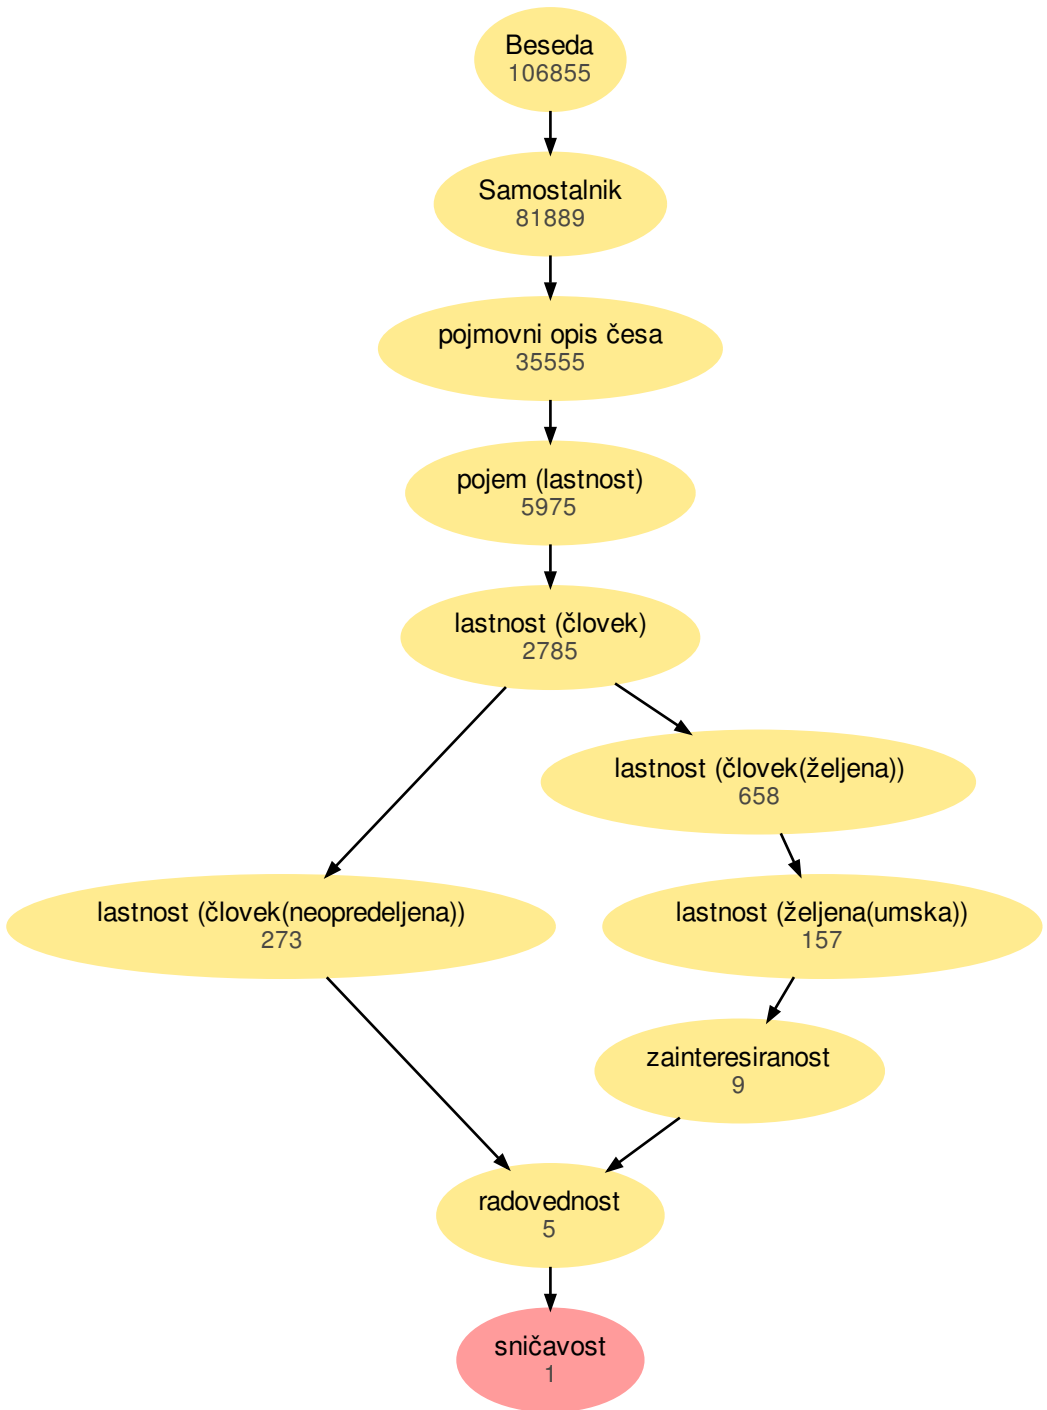 Beseda
106855
Samostalnik
81889
pojmovni opis česa
35555
pojem (lastnost)
5975
lastnost (človek)
2785
lastnost (človek(željena))
658
lastnost (človek(neopredeljena))
273
lastnost (željena(umska))
157
zainteresiranost
9
radovednost
5
sničavost
1